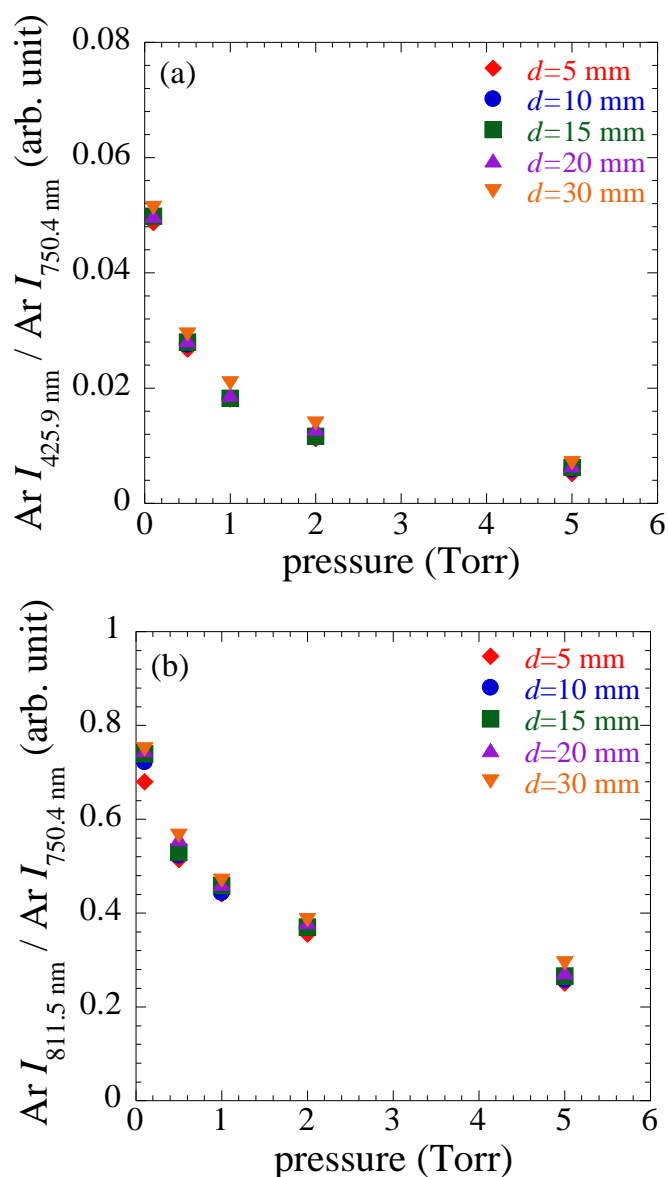 (a)
d=5 mm
d=10 mm
d=15 mm
d=20 mm
d=30 mm
Ar I425.9 nm / Ar I750.4 nm (arb. unit)
0.08
0.06
0.04
0.02
0
0 1 2 3 4 5 6
pressure (Torr)
(b)
d=5 mm
d=10 mm
d=15 mm
d=20 mm
d=30 mm
Ar I811.5 nm / Ar I750.4 nm (arb. unit)
1
0.8
0.6
0.4
0.2
0
0 1 2 3 4 5 6
pressure (Torr)